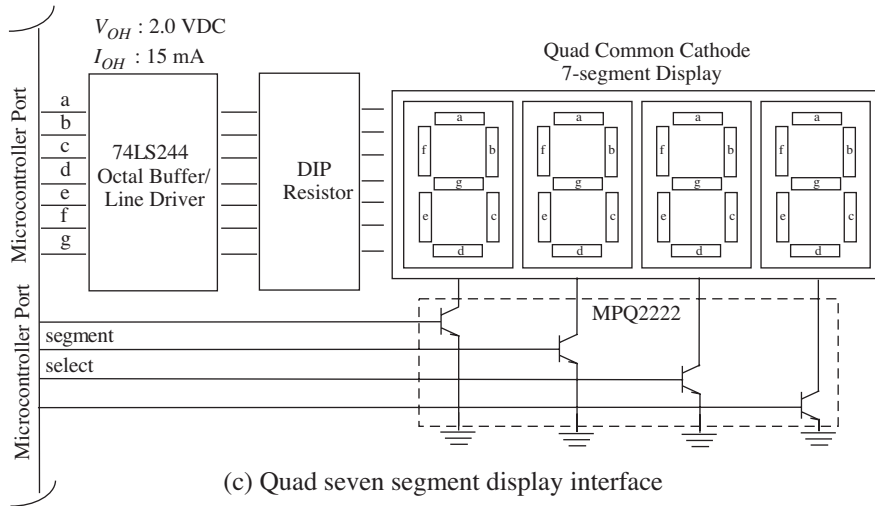 V_OH : 2.0 VDC
I_OH : 15 mA
Quad Common Cathode
7-segment Display
Microcontroller Port
a
b
c
d
e
f
g
74LS244
Octal Buffer/
Line Driver
DIP
Resistor
a
f
b
g
e
c
d
a
f
b
g
e
c
d
a
f
b
g
e
c
d
a
f
b
g
e
c
d
Microcontroller Port
segment
select
MPQ2222
(c) Quad seven segment display interface